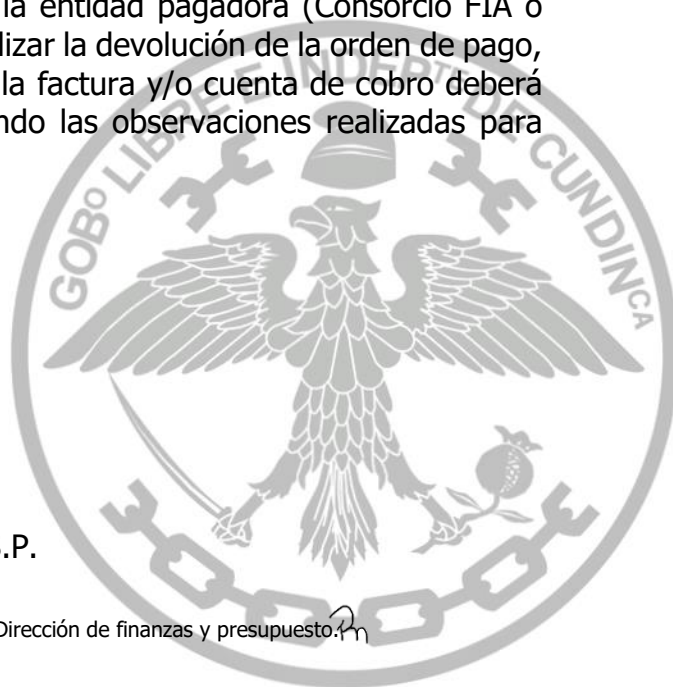 la entidad pagadora (Consorcio FIA o
lizar la devolución de la orden de pago,
la factura y/o cuenta de cobro deberá
ndo las observaciones realizadas para
GOBº LIBRE E INDEPTE DE CUNDINCA
.P.
Dirección de finanzas y presupuesto.